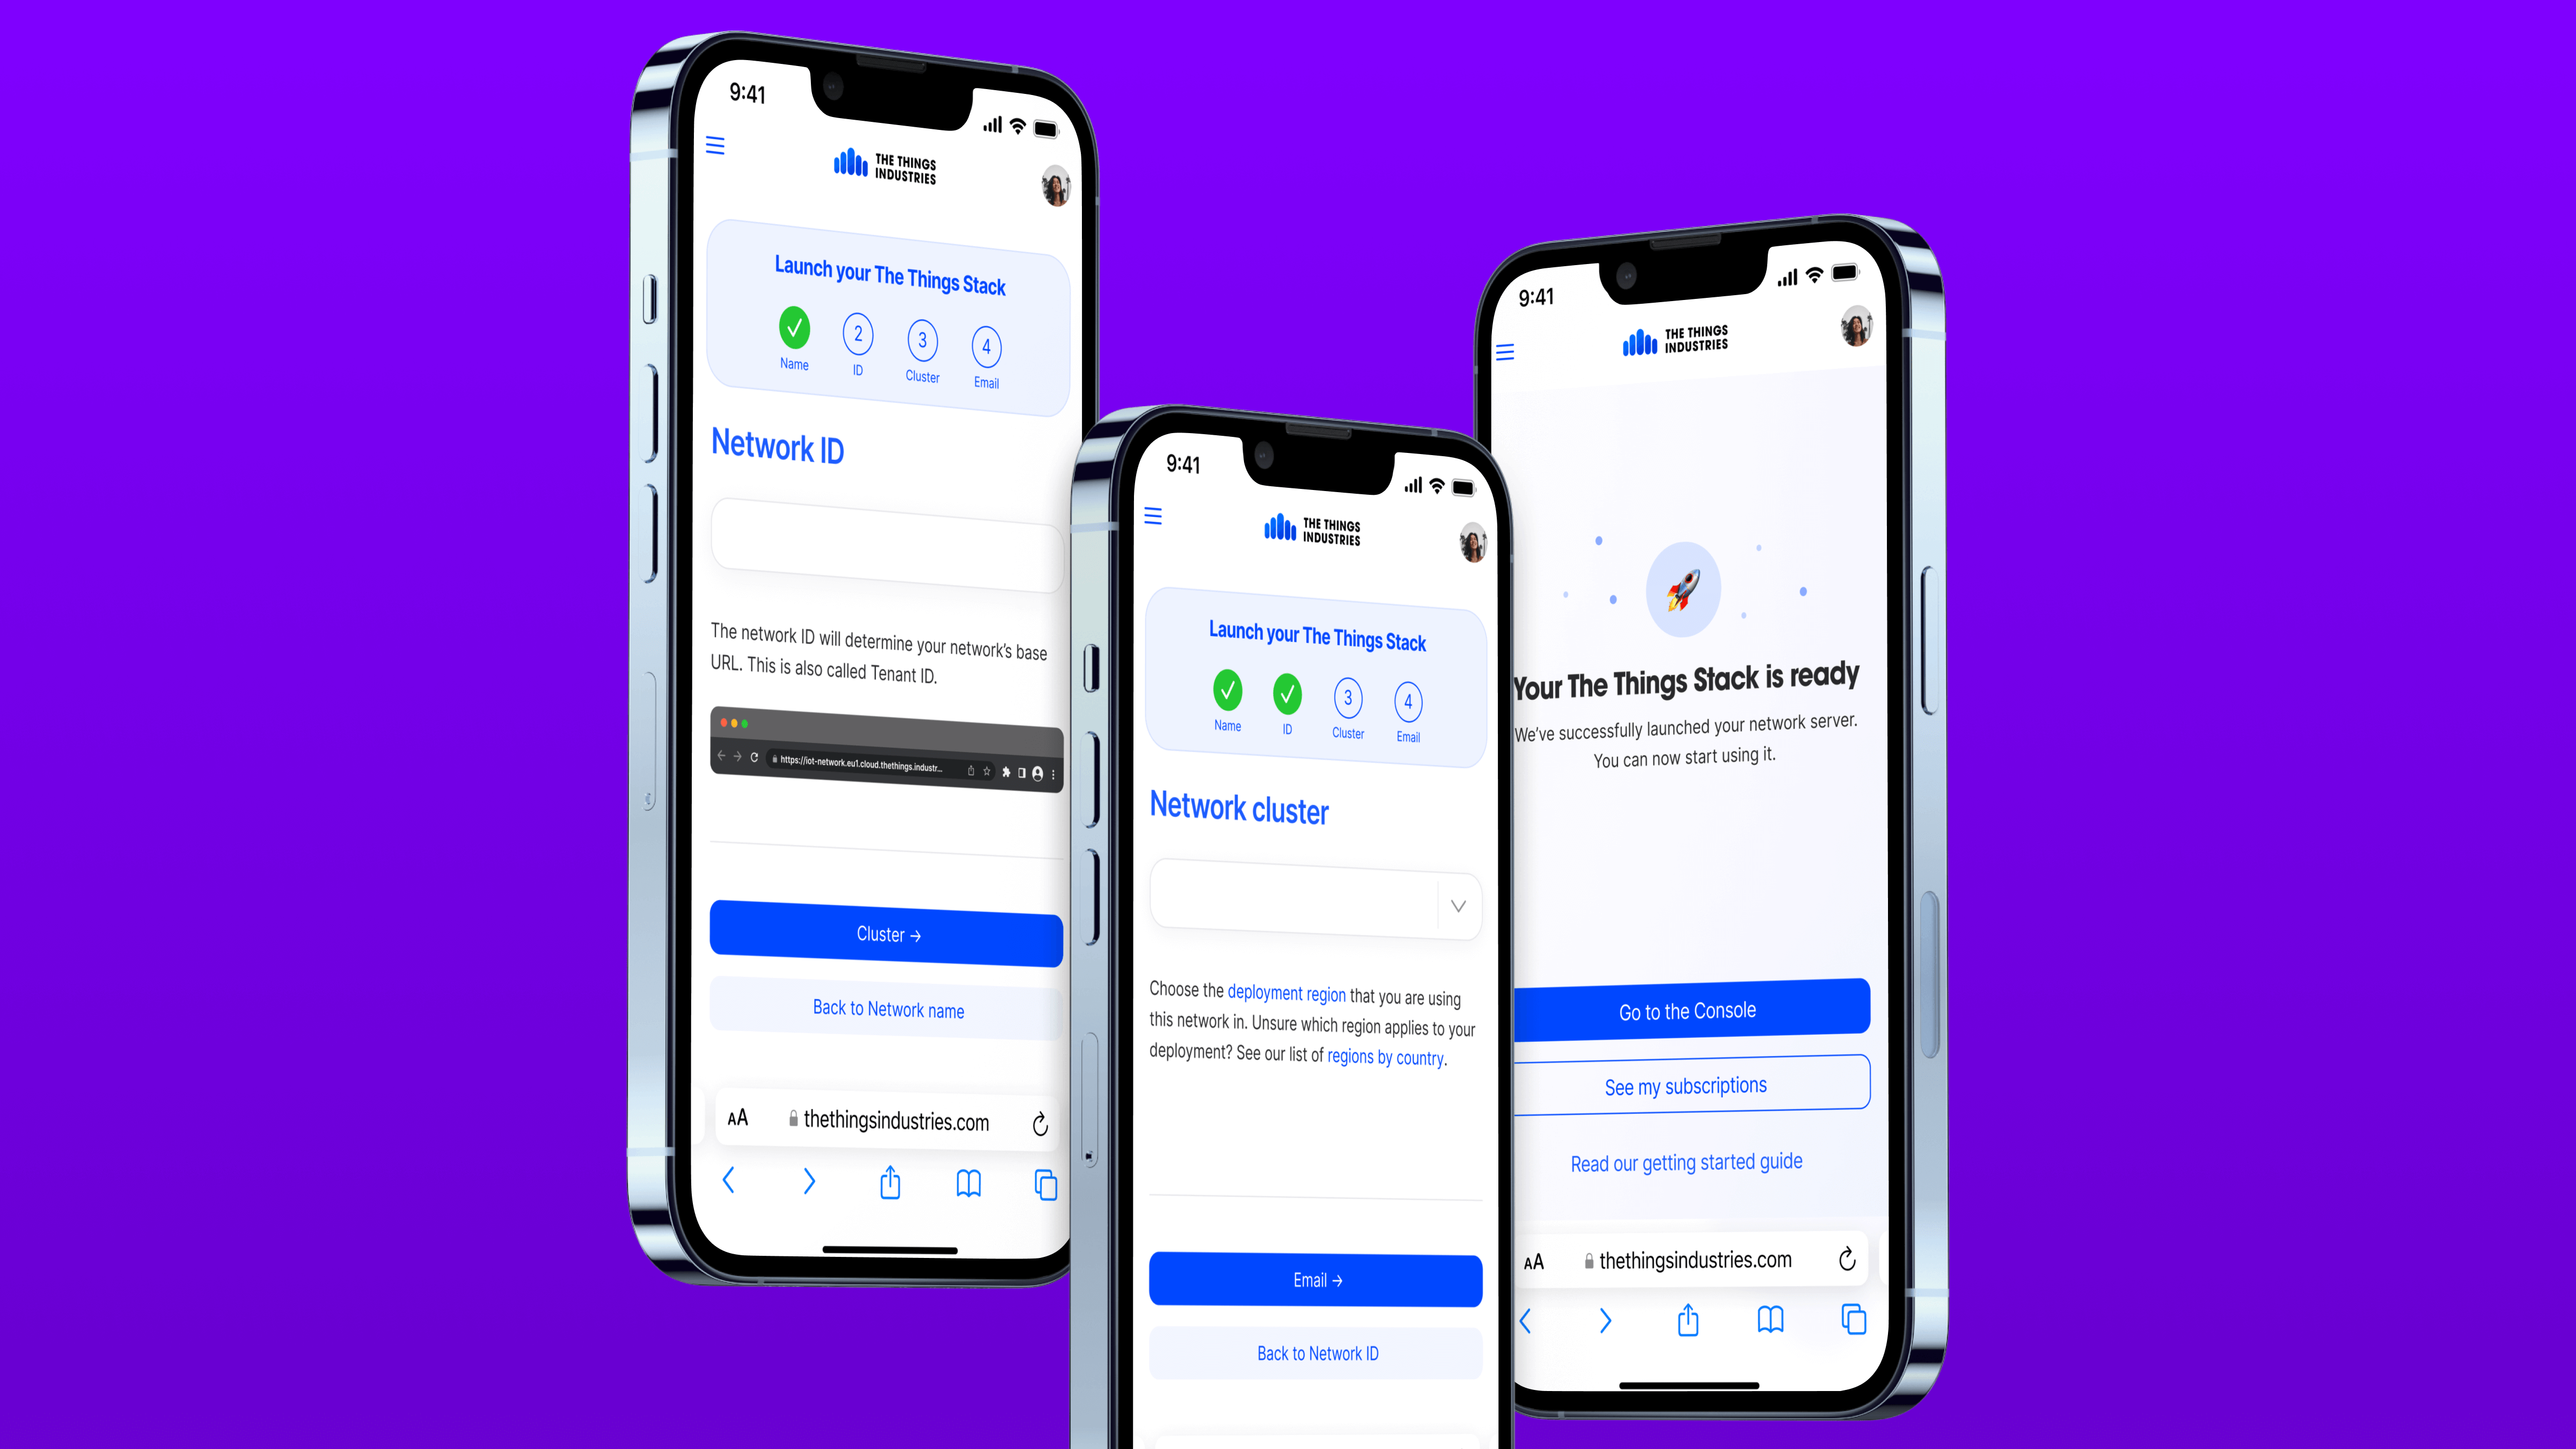 9:41
THE THINGS
INDUSTRIES
Launch your The Things Stack
2
3
4
Name
ID
Cluster
Email
Network ID
The network ID will determine your network's base
URL. This is also called Tenant ID.
https://iot-network.eu1.cloud.thethings.industr...
Cluster →
Back to Network name
AA
thethingsindustries.com
9:41
THE THINGS
INDUSTRIES
Launch your The Things Stack
3
4
Name
ID
Cluster
Email
Network cluster
Choose the deployment region that you are using
this network in. Unsure which region applies to your
deployment? See our list of regions by country.
Email →
Back to Network ID
9:41
THE THINGS
INDUSTRIES
Your The Things Stack is ready
We've successfully launched your network server.
You can now start using it.
Go to the Console
See my subscriptions
Read our getting started guide
AA
thethingsindustries.com